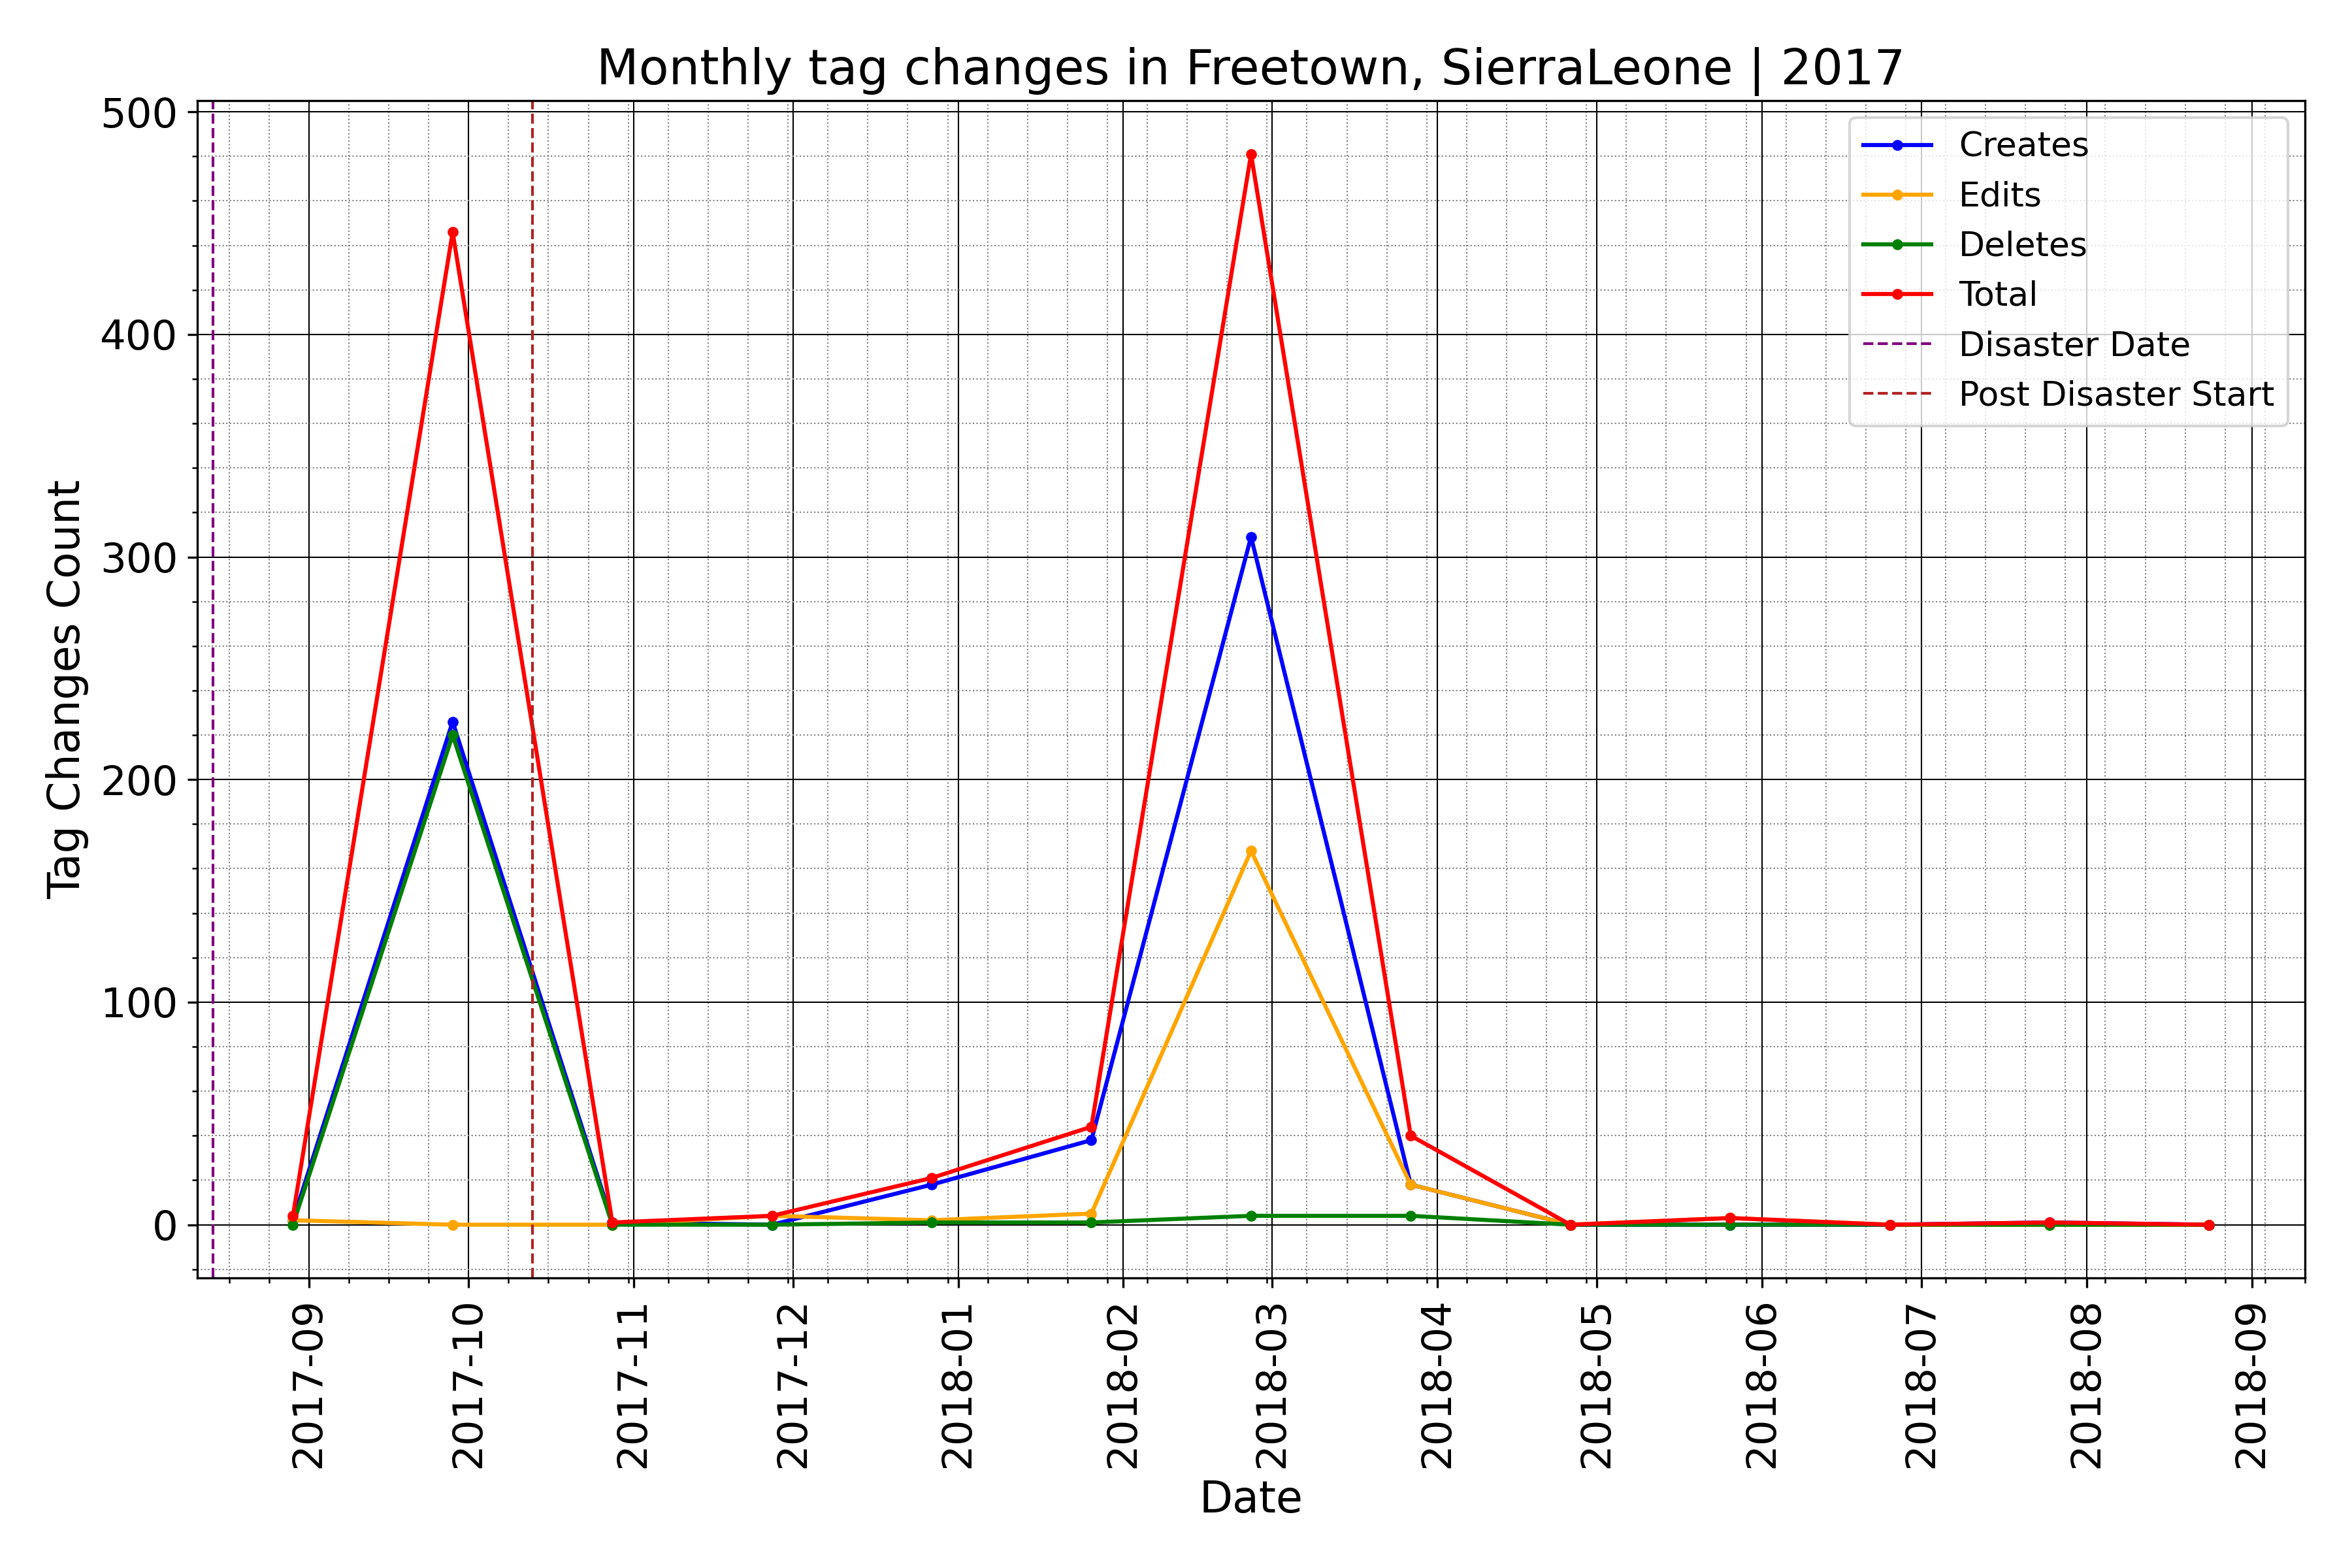 Monthly tag changes in Freetown, SierraLeone | 2017
Tag Changes Count
500
400
300
200
100
0
Creates
Edits
Deletes
Total
Disaster Date
Post Disaster Start
2017-09
2017-10
2017-11
2017-12
2018-01
2018-02
2018-03
2018-04
2018-05
2018-06
2018-07
2018-08
2018-09
Date